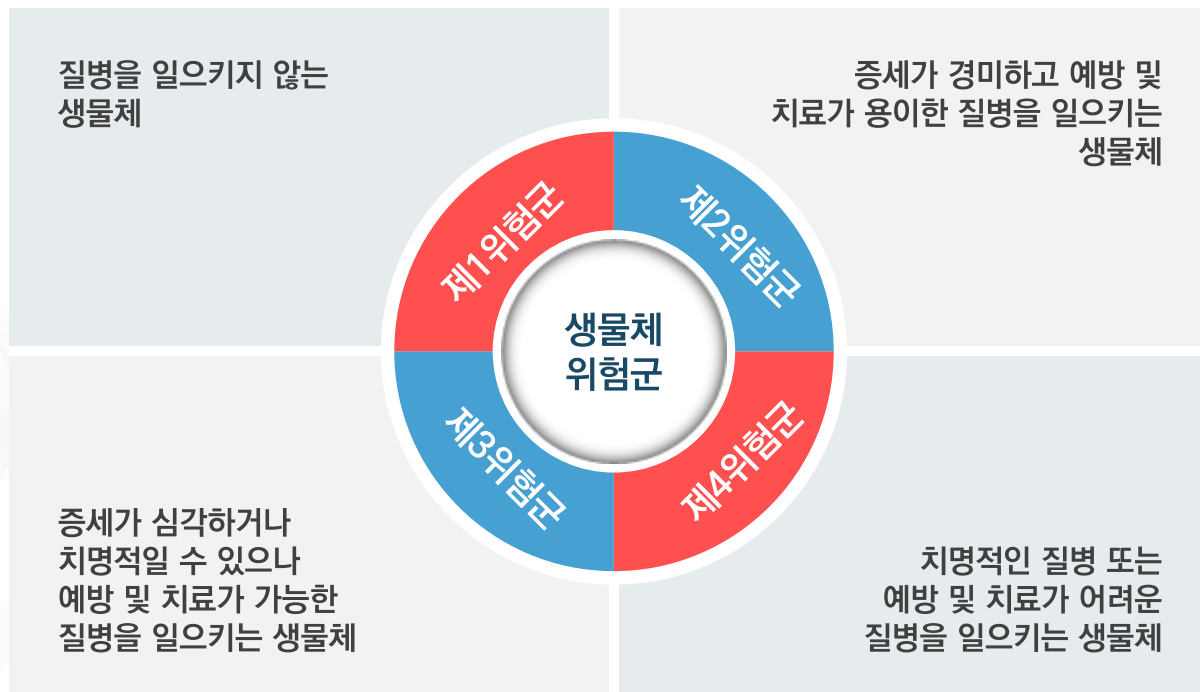 질병을 일으키지 않는
생물체
증세가 경미하고 예방 및
치료가 용이한 질병을 일으키는
생물체
제1위험군
제2위험군
생물체
위험군
제3위험군
제4위험군
증세가 심각하거나
치명적일 수 있으나
예방 및 치료가 가능한
질병을 일으키는 생물체
치명적인 질병 또는
예방 및 치료가 어려운
질병을 일으키는 생물체